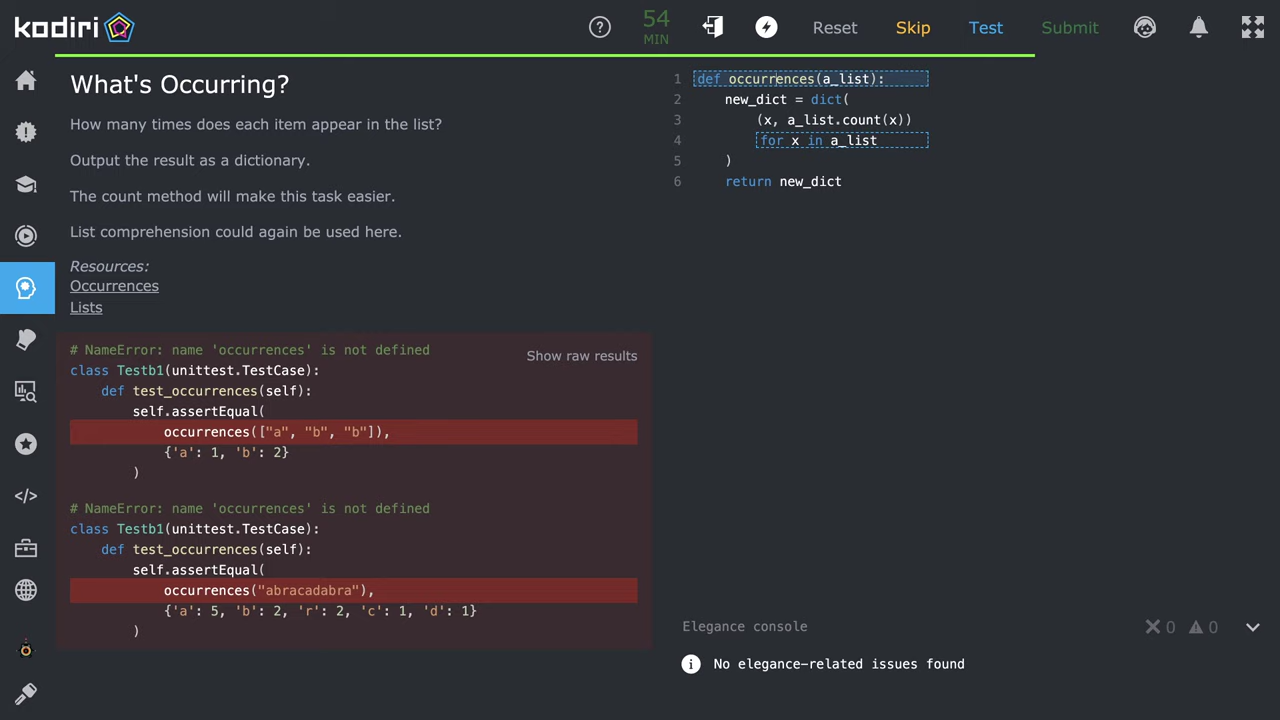 kodiri
54
MIN
Reset
Skip
Test
Submit
What's Occurring?
How many times does each item appear in the list?
Output the result as a dictionary.
The count method will make this task easier.
List comprehension could again be used here.
Resources:
Occurrences
Lists
# NameError: name 'occurrences' is not defined
Show raw results
class Testb1(unittest.TestCase):
    def test_occurrences(self):
        self.assertEqual(
            occurrences(["a", "b", "b"]),
            {'a': 1, 'b': 2}
        )
# NameError: name 'occurrences' is not defined
class Testb1(unittest.TestCase):
    def test_occurrences(self):
        self.assertEqual(
            occurrences("abracadabra"),
            {'a': 5, 'b': 2, 'r': 2, 'c': 1, 'd': 1}
        )
1 def occurrences(a_list):
2     new_dict = dict(
3         (x, a_list.count(x))
4         for x in a_list
5     )
6     return new_dict
Elegance console
0
0
No elegance-related issues found